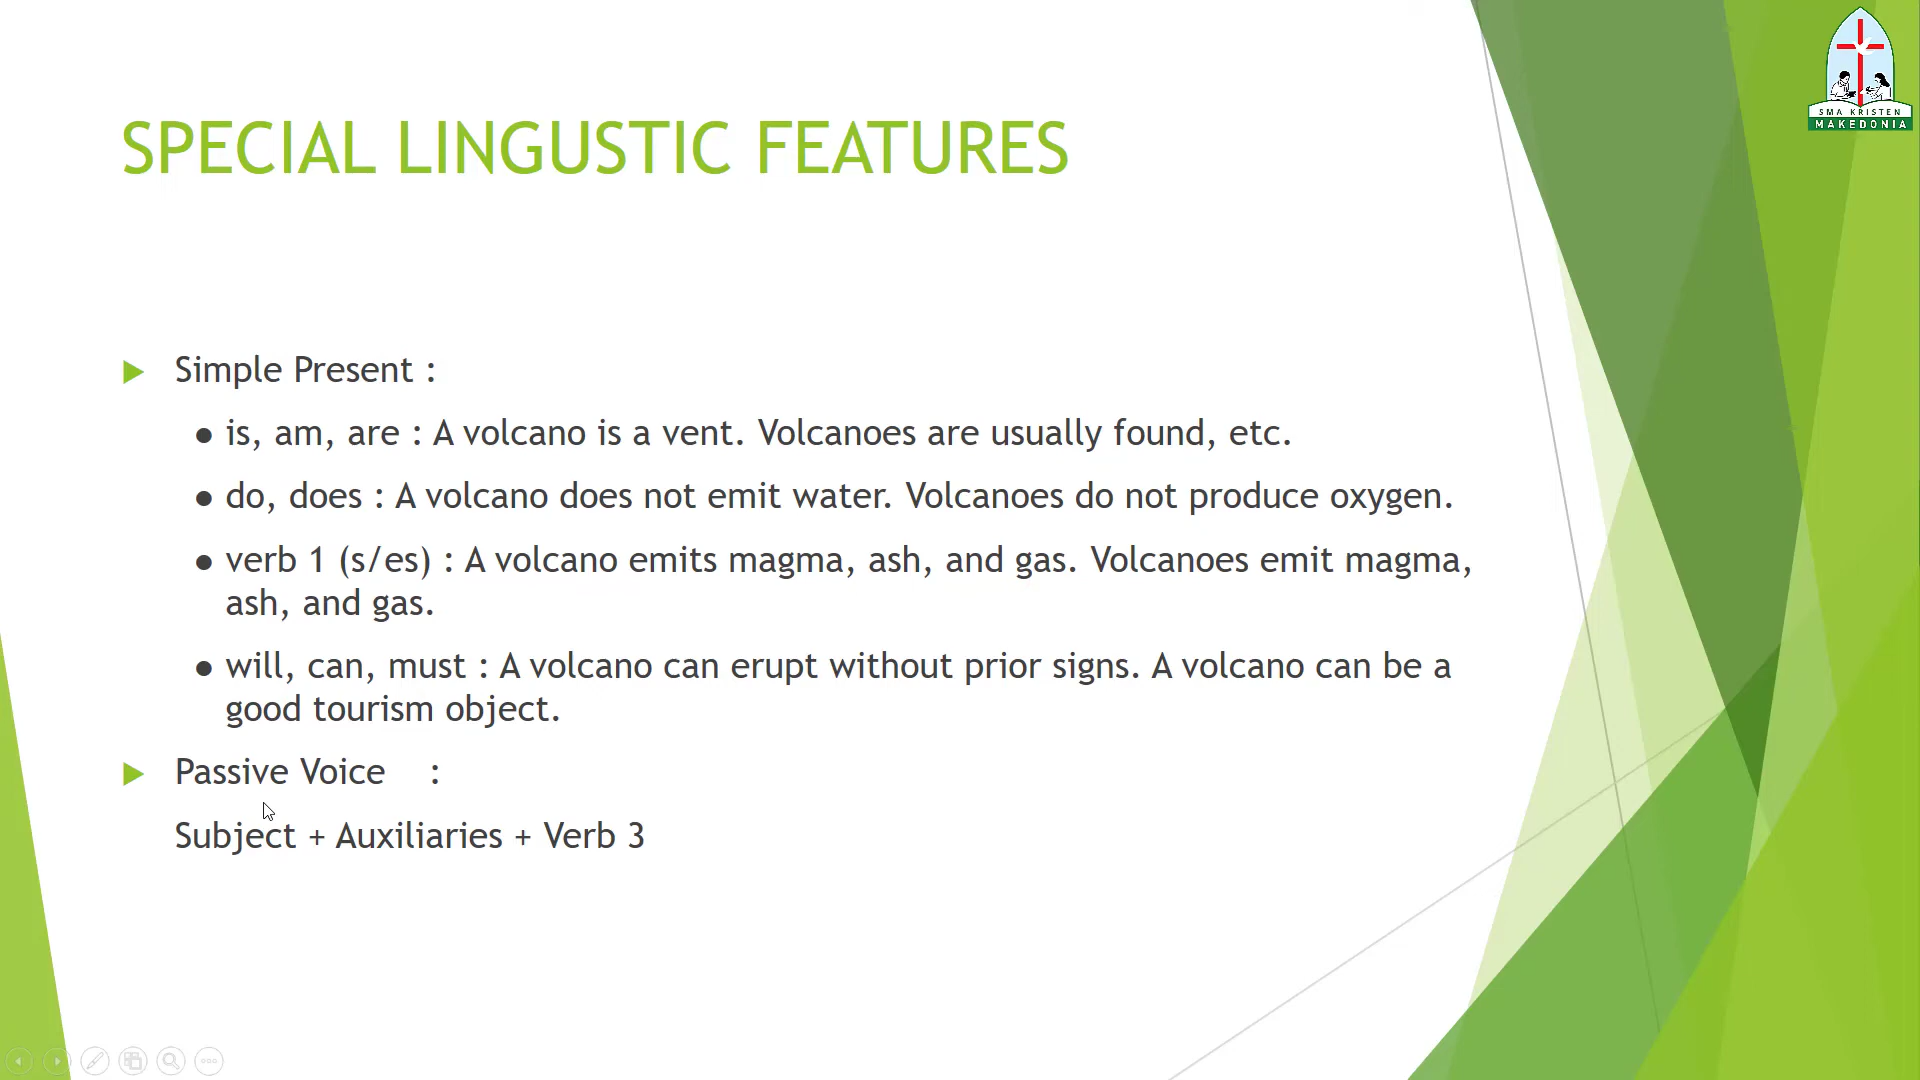 SMA KRISTEN
MAKEDONIA
SPECIAL LINGUSTIC FEATURES
Simple Present :
● is, am, are : A volcano is a vent. Volcanoes are usually found, etc.
● do, does : A volcano does not emit water. Volcanoes do not produce oxygen.
● verb 1 (s/es) : A volcano emits magma, ash, and gas. Volcanoes emit magma,
ash, and gas.
● will, can, must : A volcano can erupt without prior signs. A volcano can be a
good tourism object.
Passive Voice :
Subject + Auxiliaries + Verb 3